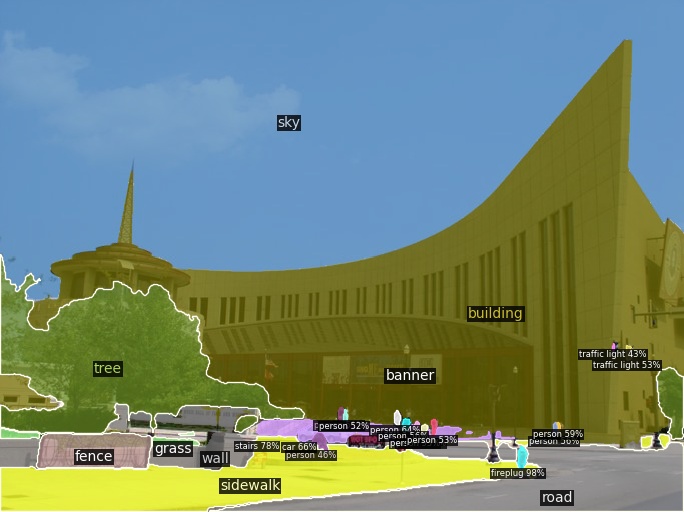 sky
building
traffic light 43%
traffic light 53%
tree
banner
person 52%
person 64%
person 53%
person 59%
person 56%
stairs 78%
car 66%
person 46%
grass
fence
wall
fireplug 98%
sidewalk
road